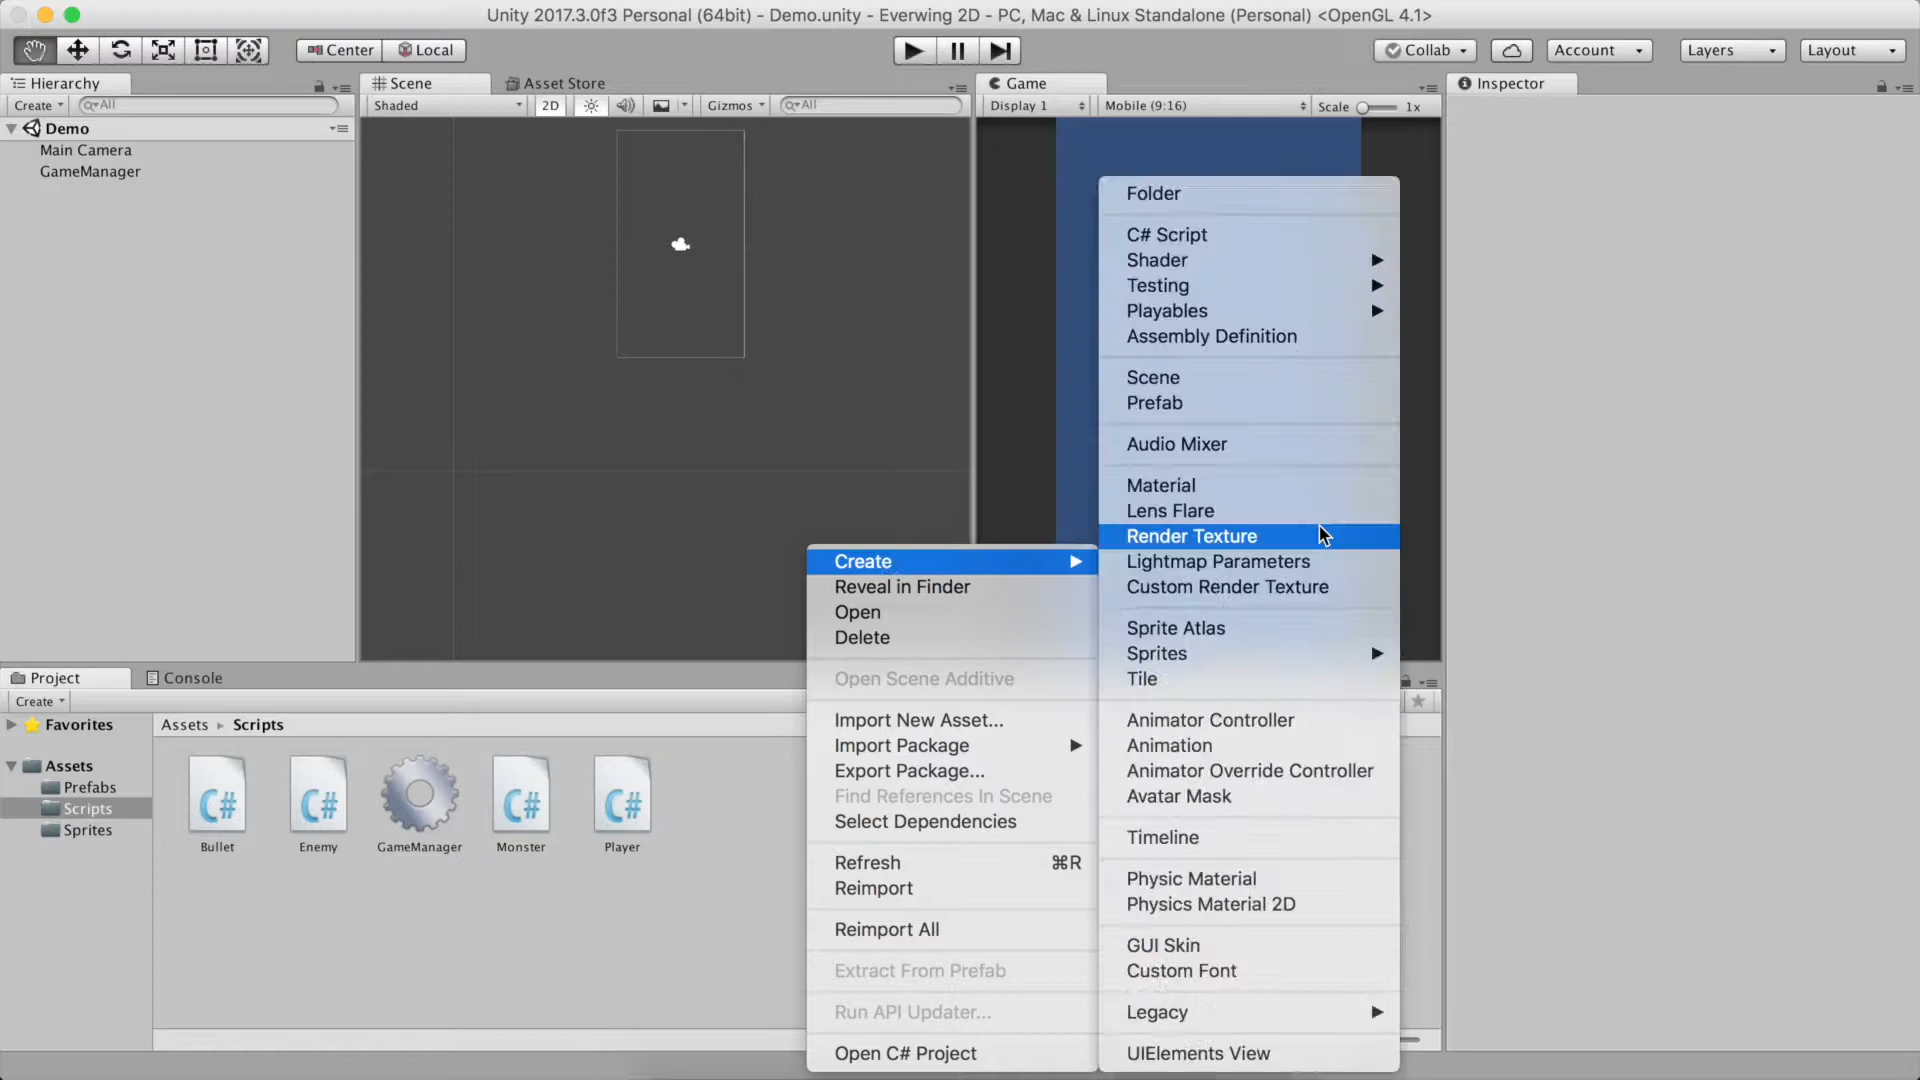 Unity 2017.3.0f3 Personal (64bit) - Demo.unity - Everwing 2D - PC, Mac & Linux Standalone (Personal) <OpenGL 4.1>
Center
Local
Collab
Account
Layers
Layout
Hierarchy
Scene
Asset Store
Game
Inspector
Create
All
Shaded
2D
Gizmos
All
Display 1
Mobile (9:16)
Scale
1x
Demo
Main Camera
GameManager
Folder
C# Script
Shader
Testing
Playables
Assembly Definition
Scene
Prefab
Audio Mixer
Material
Lens Flare
Render Texture
Lightmap Parameters
Custom Render Texture
Sprite Atlas
Sprites
Tile
Animator Controller
Animation
Animator Override Controller
Avatar Mask
Timeline
Physic Material
Physics Material 2D
GUI Skin
Custom Font
Legacy
UIElements View
Create
Reveal in Finder
Open
Delete
Open Scene Additive
Import New Asset...
Import Package
Export Package...
Find References In Scene
Select Dependencies
Refresh ⌘R
Reimport
Reimport All
Extract From Prefab
Run API Updater...
Open C# Project
Project
Console
Create
Favorites
Assets
Prefabs
Scripts
Sprites
Assets ▸ Scripts
C#
C#
C#
C#
Bullet
Enemy
GameManager
Monster
Player